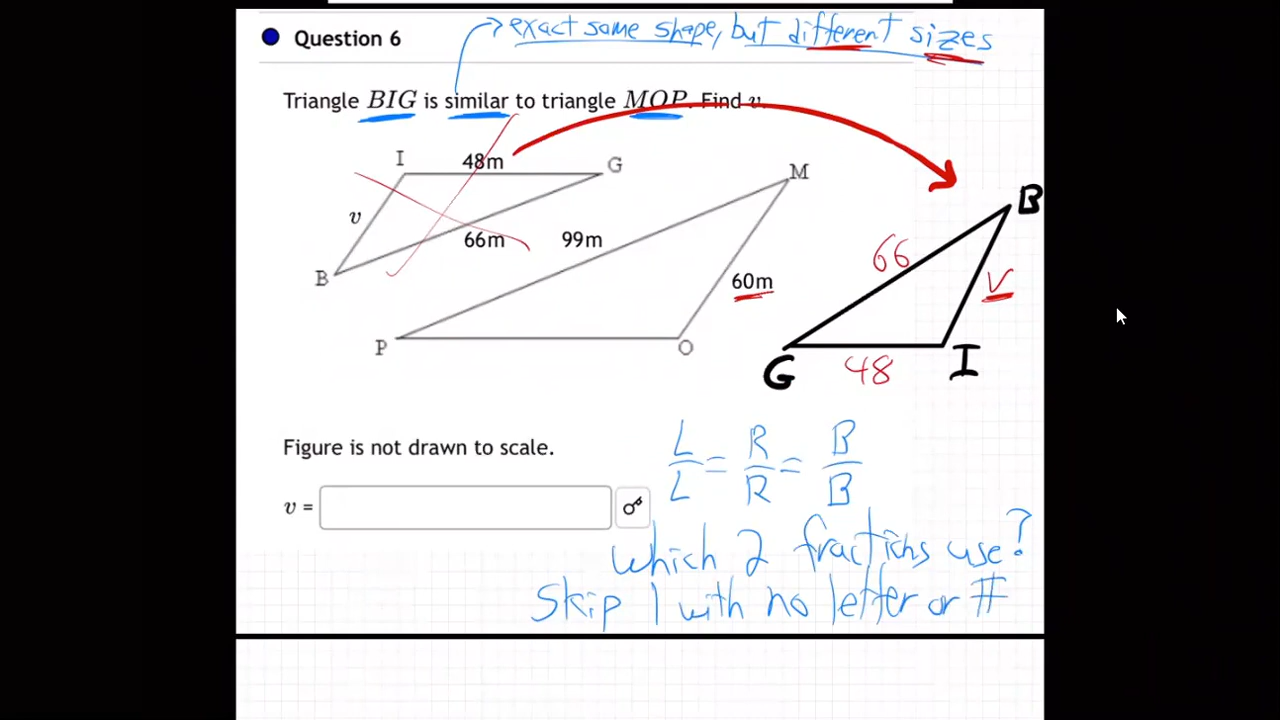 exact same shape, but different sizes
Question 6
Triangle BIG is similar to triangle MOP. Find v.
I
48m
G
v
66m
B
M
99m
60m
P
O
B
66
v
G
48
I
Figure is not drawn to scale.
L/L = R/R = B/B
v =
which 2 fractions use?
Skip 1 with no letter or #